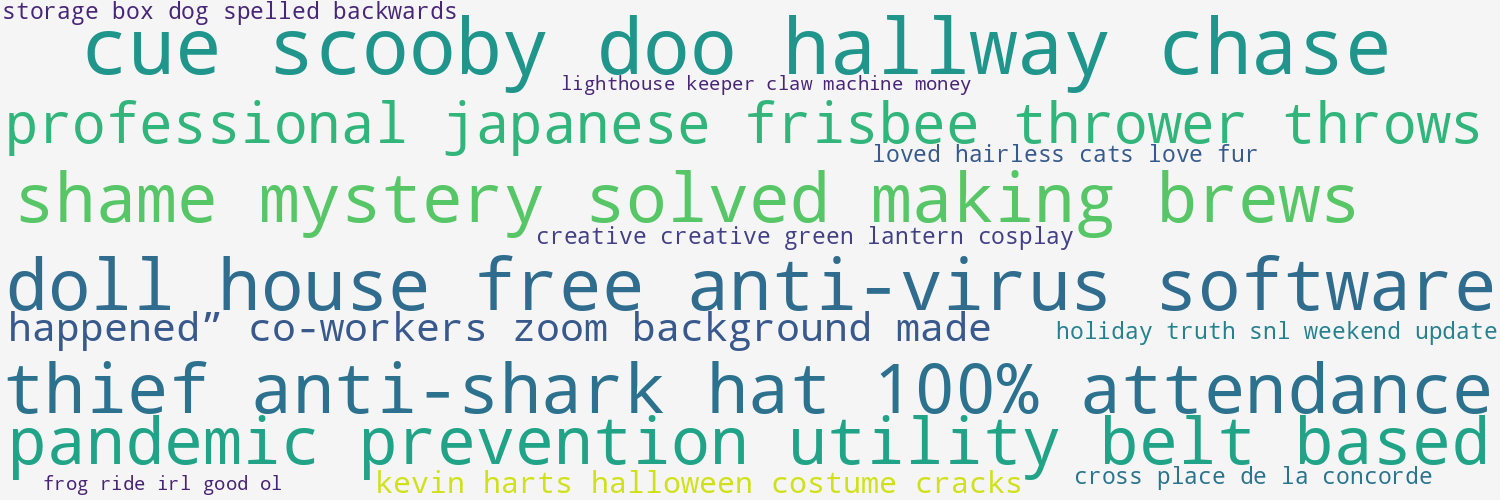 storage box dog spelled backwards
cue scooby doo hallway chase
lighthouse keeper claw machine money
professional japanese frisbee thrower throws
loved hairless cats love fur
shame mystery solved making brews
creative creative green lantern cosplay
doll house free anti-virus software
happened” co-workers zoom background made
holiday truth snl weekend update
thief anti-shark hat 100% attendance
pandemic prevention utility belt based
cross place de la concorde
kevin harts halloween costume cracks
frog ride irl good ol